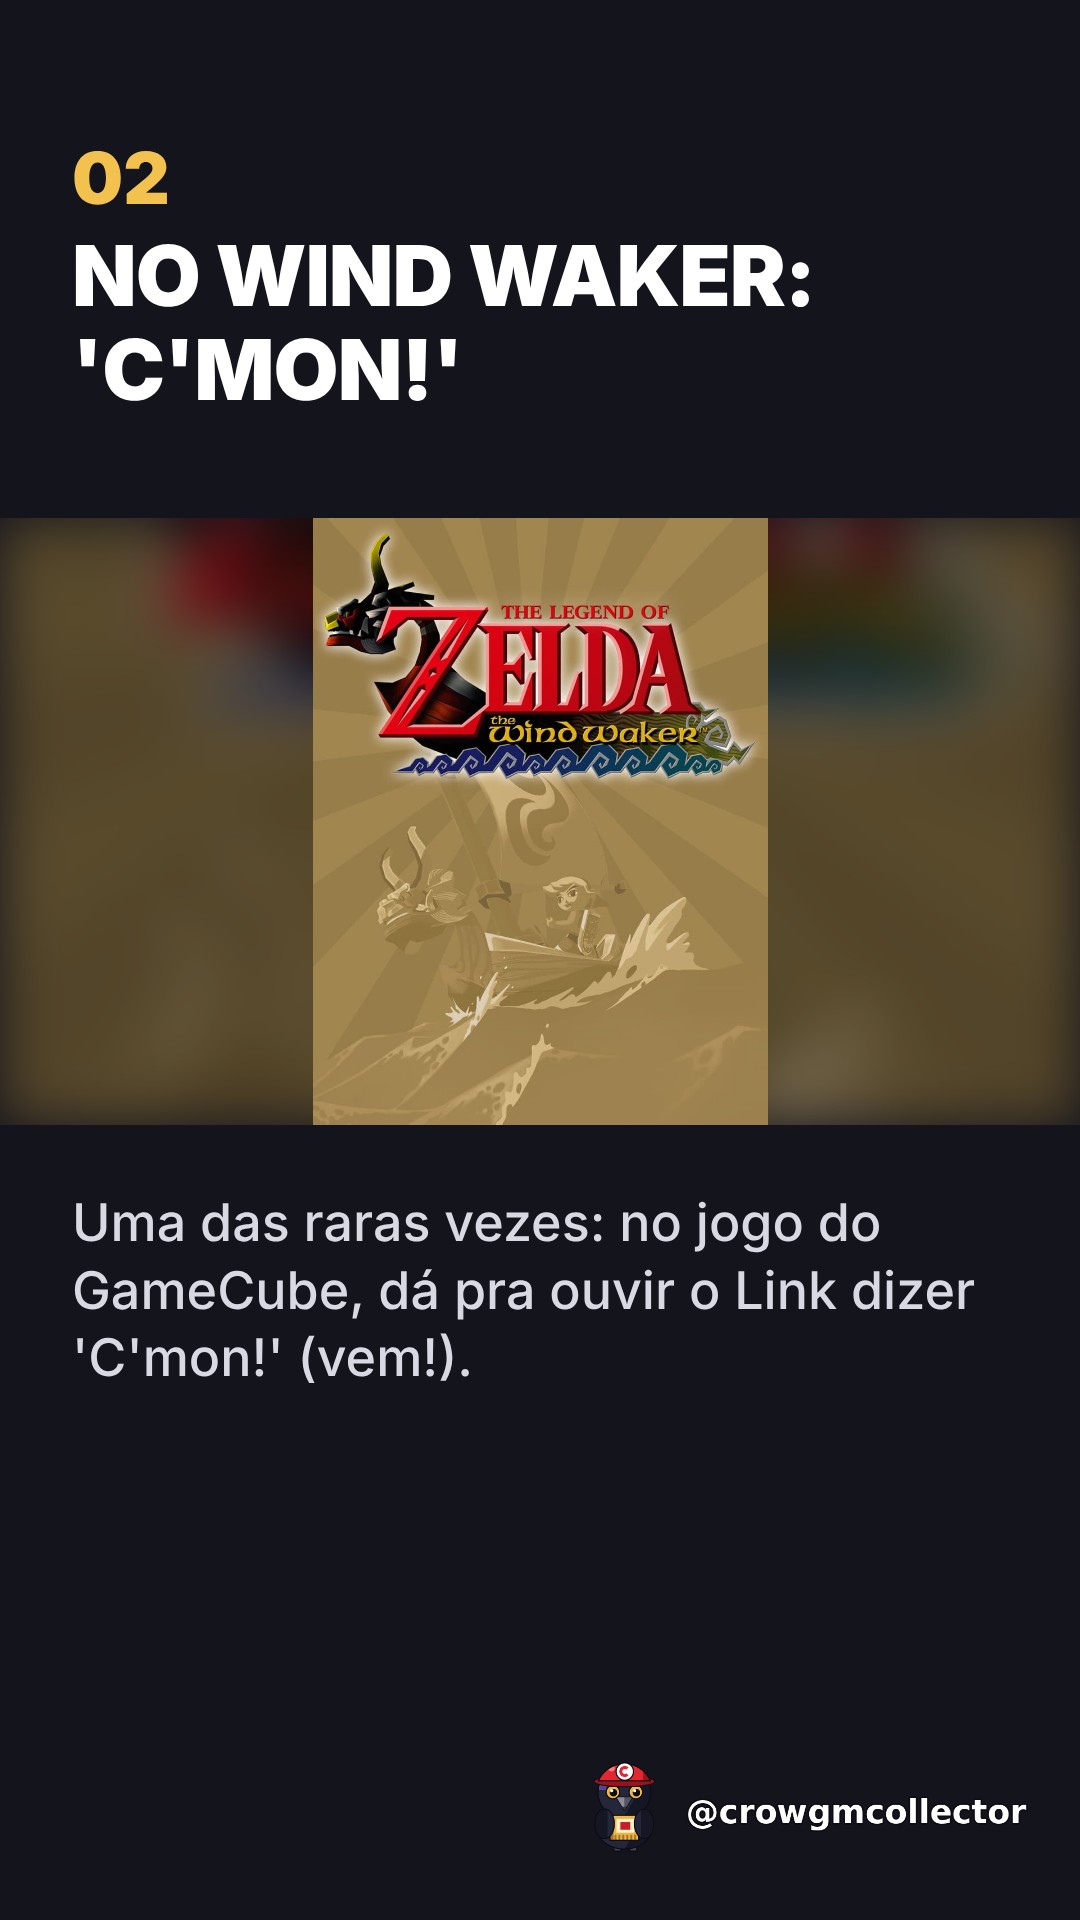 02
NO WIND WAKER:
'C'MON!'
THE LEGEND OF
ZELDA
the
Wind Waker™
Uma das raras vezes: no jogo do
GameCube, dá pra ouvir o Link dizer
'C'mon!' (vem!).
C
@crowgmcollector